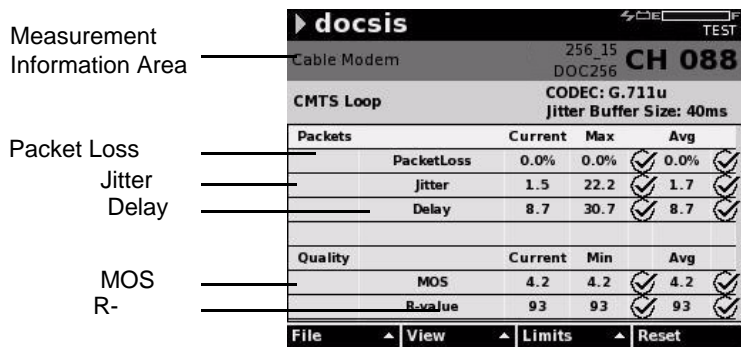 docsis
E F
TEST
Measurement
Information Area
Cable Modem 256_15
DOC256 CH 088
CMTS Loop CODEC: G.711u
Jitter Buffer Size: 40ms
Packets Current Max Avg
Packet Loss PacketLoss 0.0% 0.0% 0.0%
Jitter Jitter 1.5 22.2 1.7
Delay Delay 8.7 30.7 8.7
Quality Current Min Avg
MOS MOS 4.2 4.2 4.2
R- R-value 93 93 93
File View Limits Reset